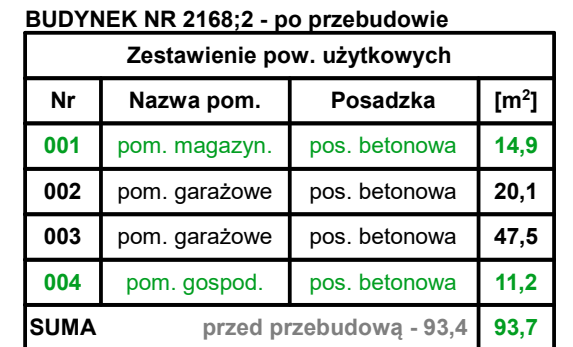 BUDYNEK NR 2168;2 - po przebudowie
Zestawienie pow. użytkowych
Nr Nazwa pom. Posadzka [m²]
001 pom. magazyn. pos. betonowa 14,9
002 pom. garażowe pos. betonowa 20,1
003 pom. garażowe pos. betonowa 47,5
004 pom. gospod. pos. betonowa 11,2
SUMA przed przebudową - 93,4 93,7